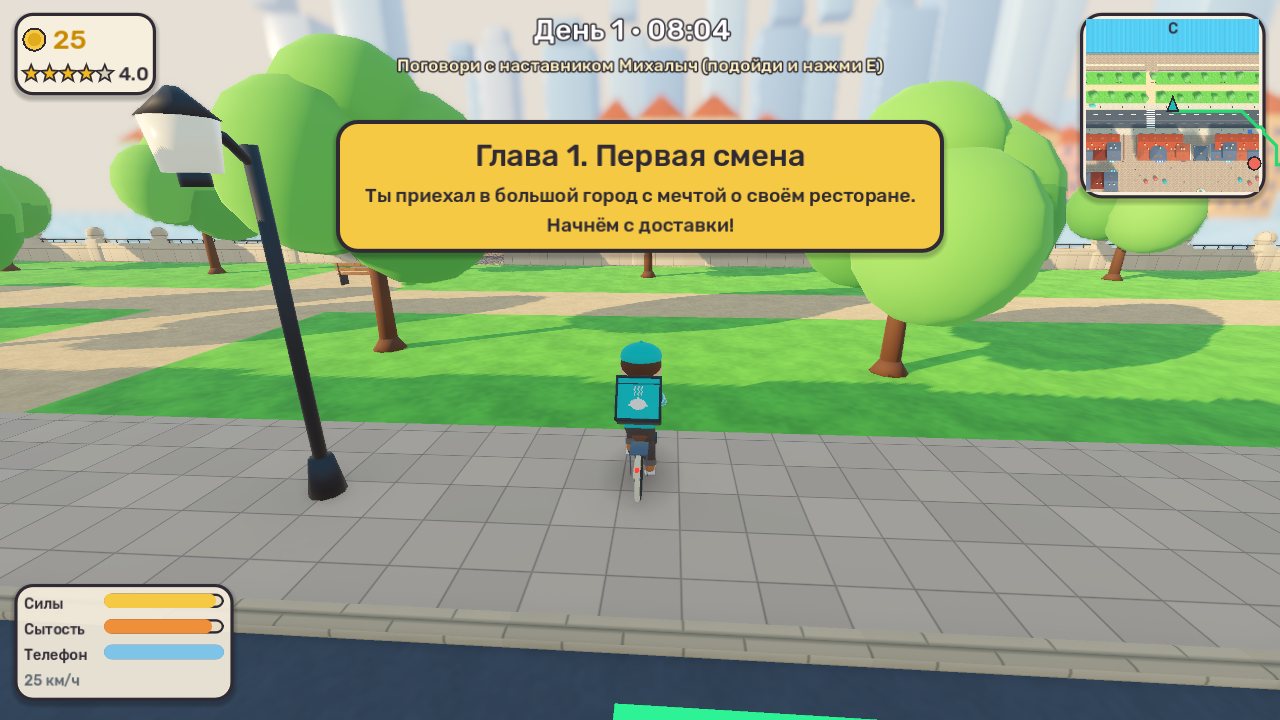 25
4.0
День 1 • 08:04
Поговори с наставником Михалыч (подойди и нажми E)
С
Глава 1. Первая смена
Ты приехал в большой город с мечтой о своём ресторане.
Начнём с доставки!
Силы
Сытость
Телефон
25 км/ч